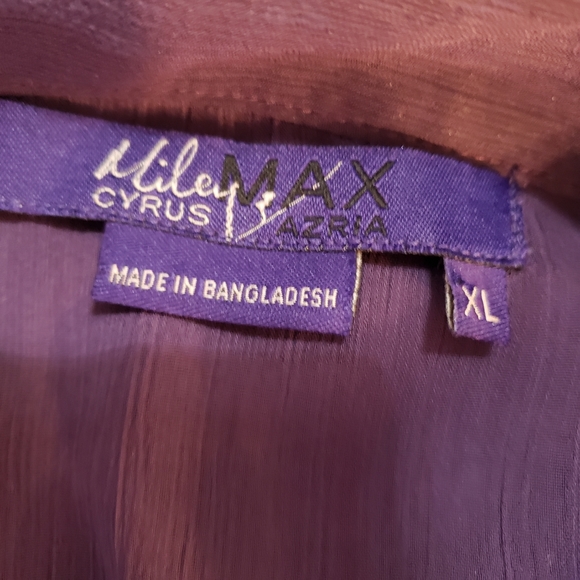 Miley MAX
CYRUS & AZRIA
MADE IN BANGLADESH
XL